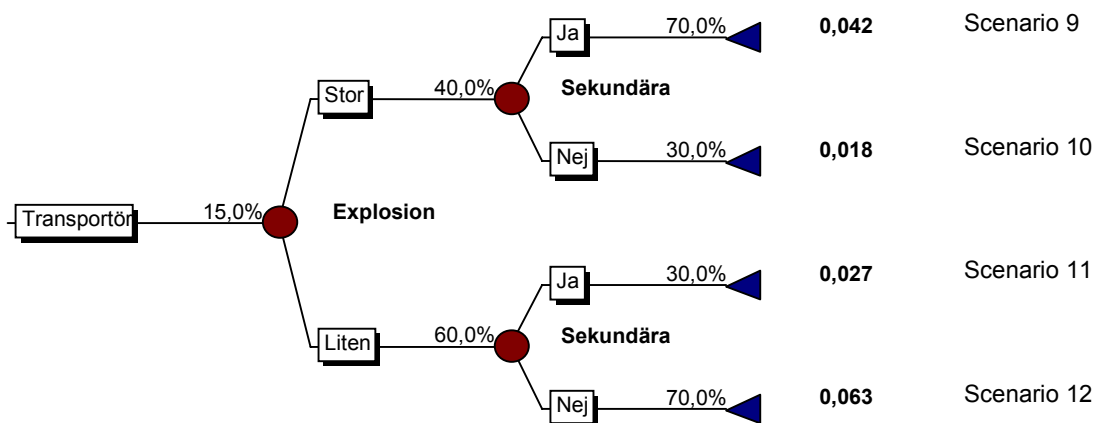 Ja 70,0% 0,042 Scenario 9
Stor 40,0% Sekundära
Nej 30,0% 0,018 Scenario 10
Transportör 15,0% Explosion
Ja 30,0% 0,027 Scenario 11
Liten 60,0% Sekundära
Nej 70,0% 0,063 Scenario 12